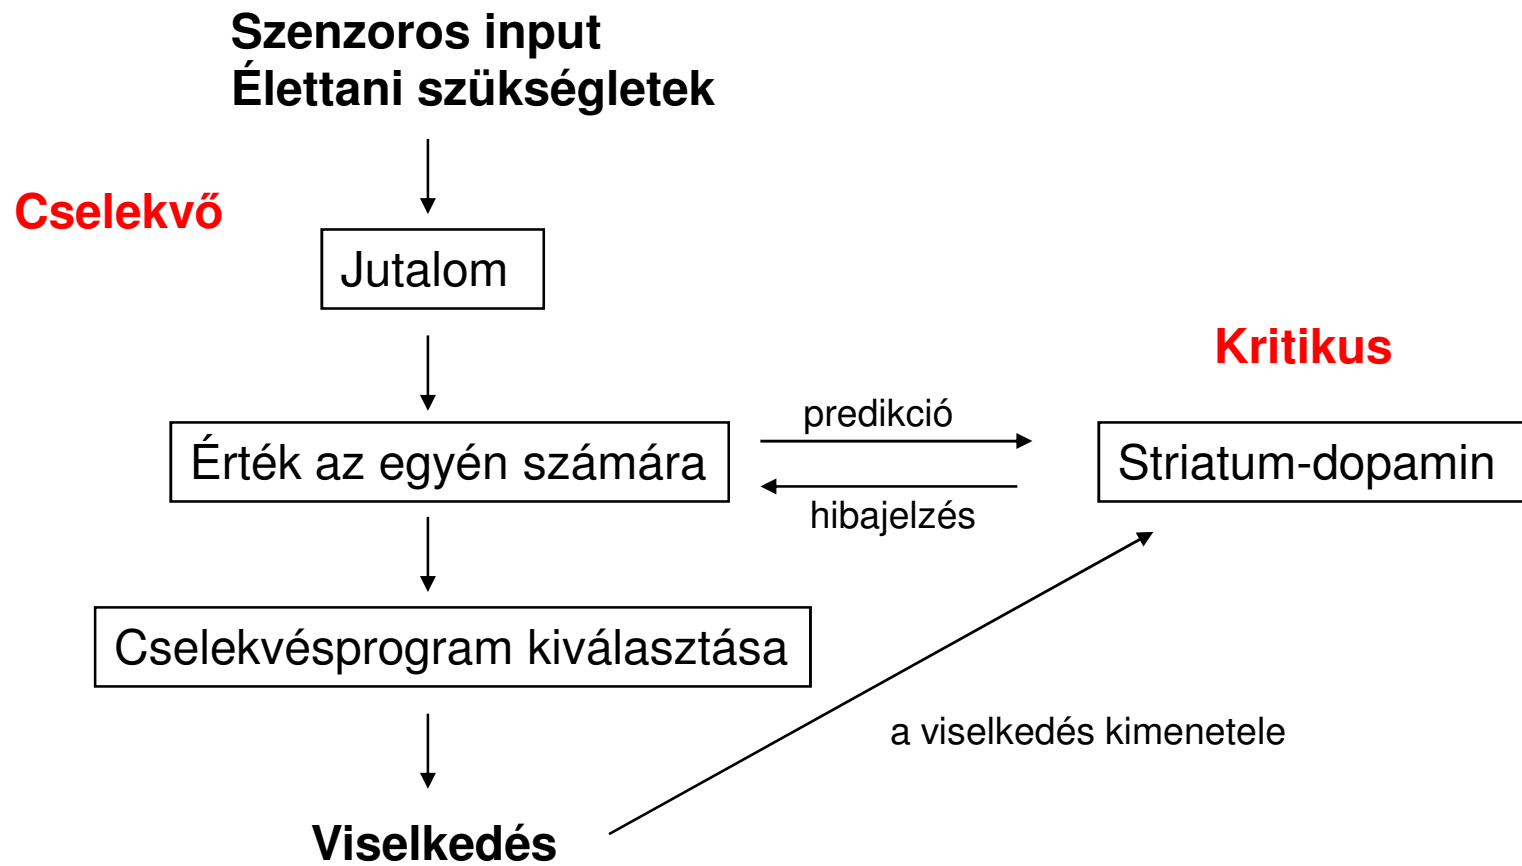 Szenzoros input
Élettani szükségletek
Cselekvő
Jutalom
Kritikus
Érték az egyén számára
predikció
hibajelzés
Striatum-dopamin
Cselekvésprogram kiválasztása
a viselkedés kimenetele
Viselkedés